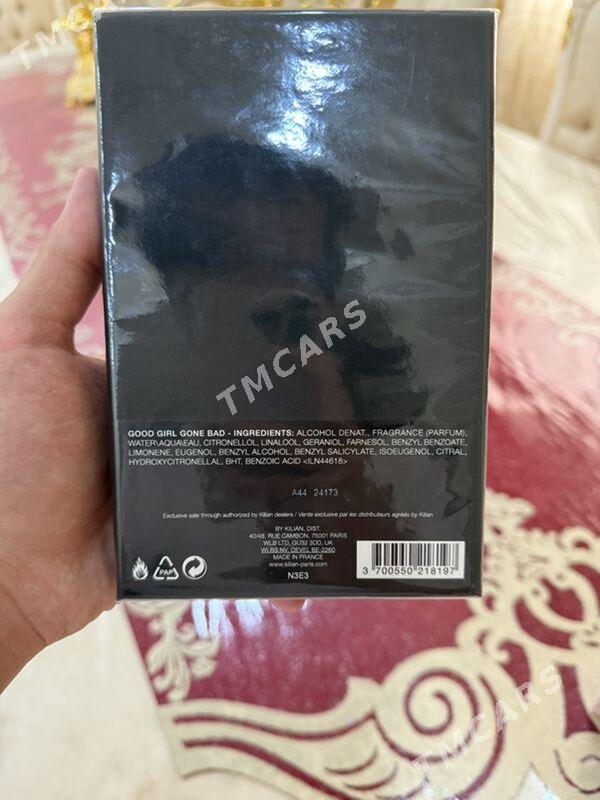 TMCARS
TMCARS
GOOD GIRL GONE BAD - INGREDIENTS: ALCOHOL DENAT., FRAGRANCE (PARFUM),
WATER\AQUA\EAU, CITRONELLOL, LINALOOL, GERANIOL, FARNESOL, BENZYL BENZOATE,
LIMONENE, EUGENOL, BENZYL ALCOHOL, BENZYL SALICYLATE, ISOEUGENOL, CITRAL,
HYDROXYCITRONELLAL, BHT, BENZOIC ACID <ILN44618>
A44 24173
Exclusive sale through authorized by Kilian dealers / Vente exclusive par les distributeurs agréés by Kilian
BY KILIAN, DIST.
40/48, RUE CAMBON, 75001 PARIS
WLB LTD, GU32 3DD, UK
WLBS NV, DEVEL BE-2260
MADE IN FRANCE
www.kilian-paris.com
N3E3
PAP
3 700550 218197
TMCARS